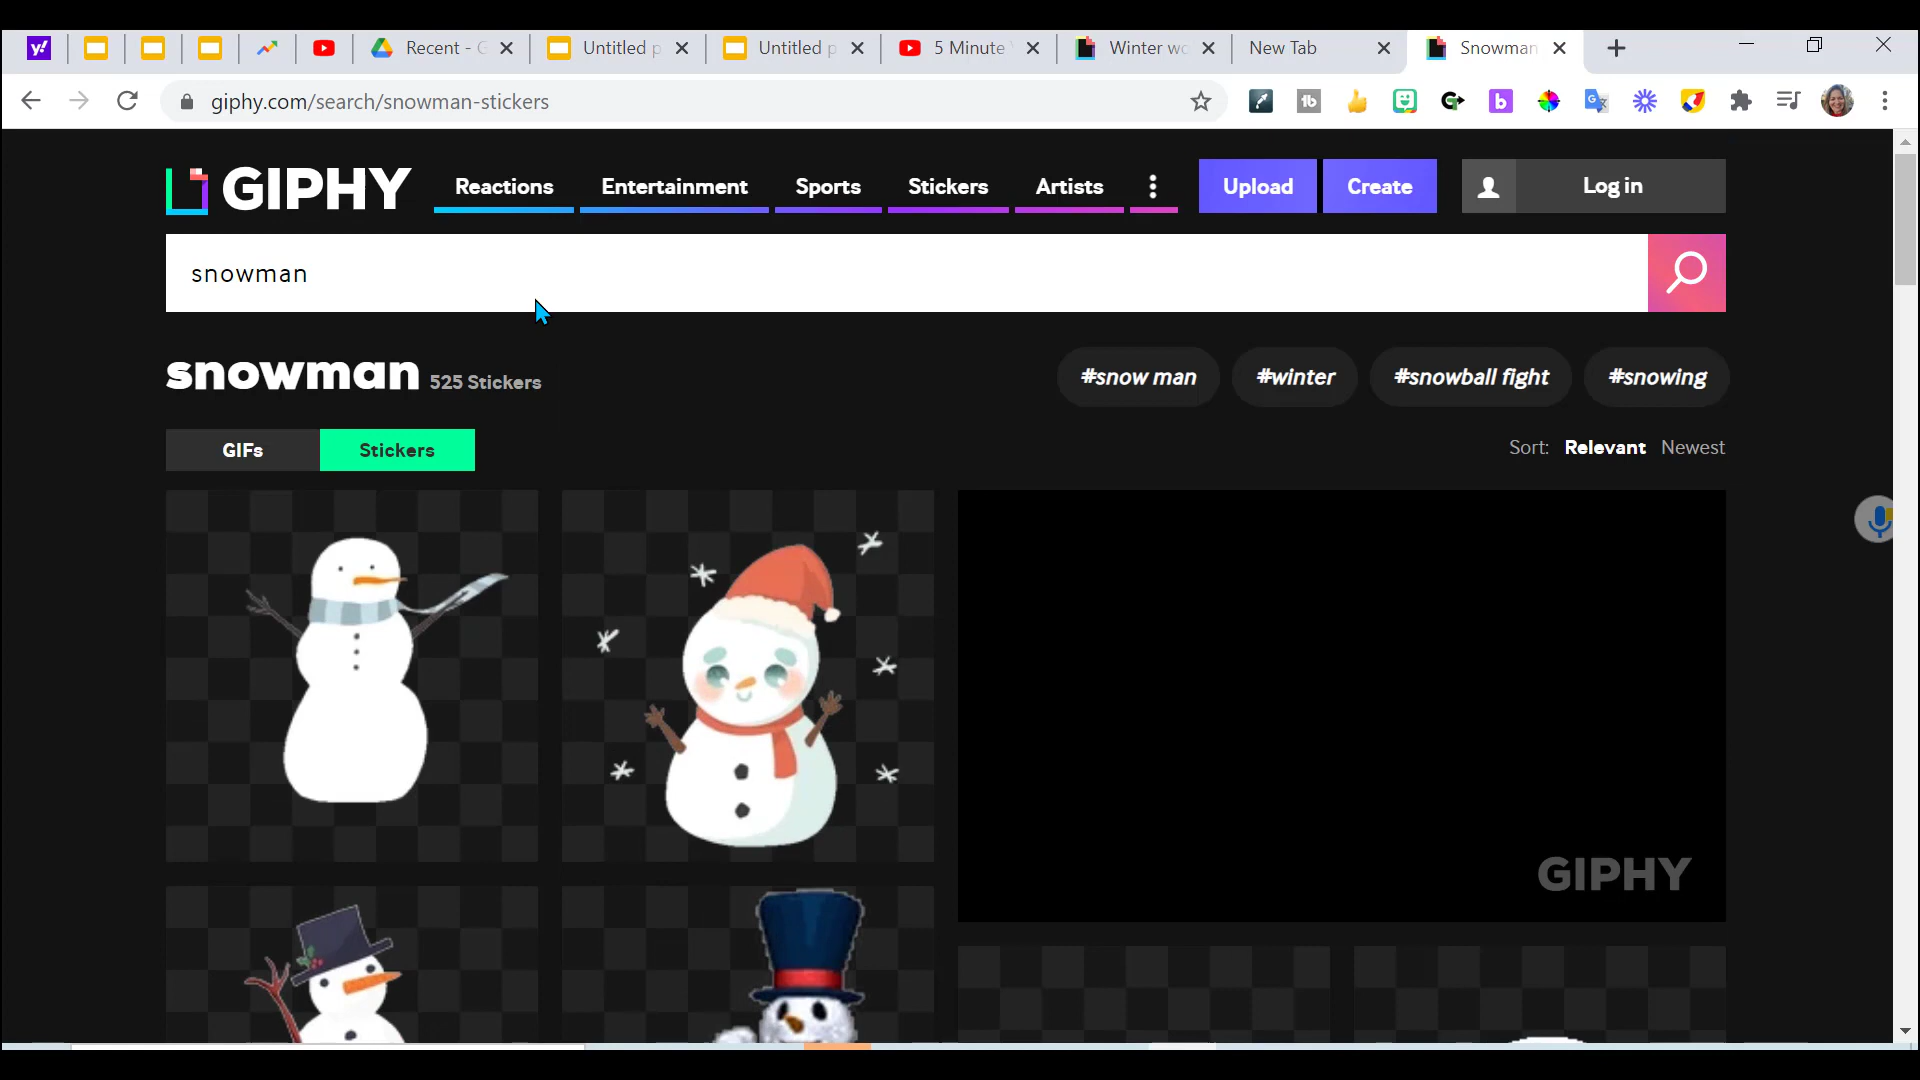 Recent - G
Untitled p
Untitled p
5 Minute
Winter wo
New Tab
Snowman
giphy.com/search/snowman-stickers
GIPHY
Reactions
Entertainment
Sports
Stickers
Artists
Upload
Create
Log in
snowman
snowman 525 Stickers
#snow man
#winter
#snowball fight
#snowing
GIFs
Stickers
Sort: Relevant Newest
GIPHY